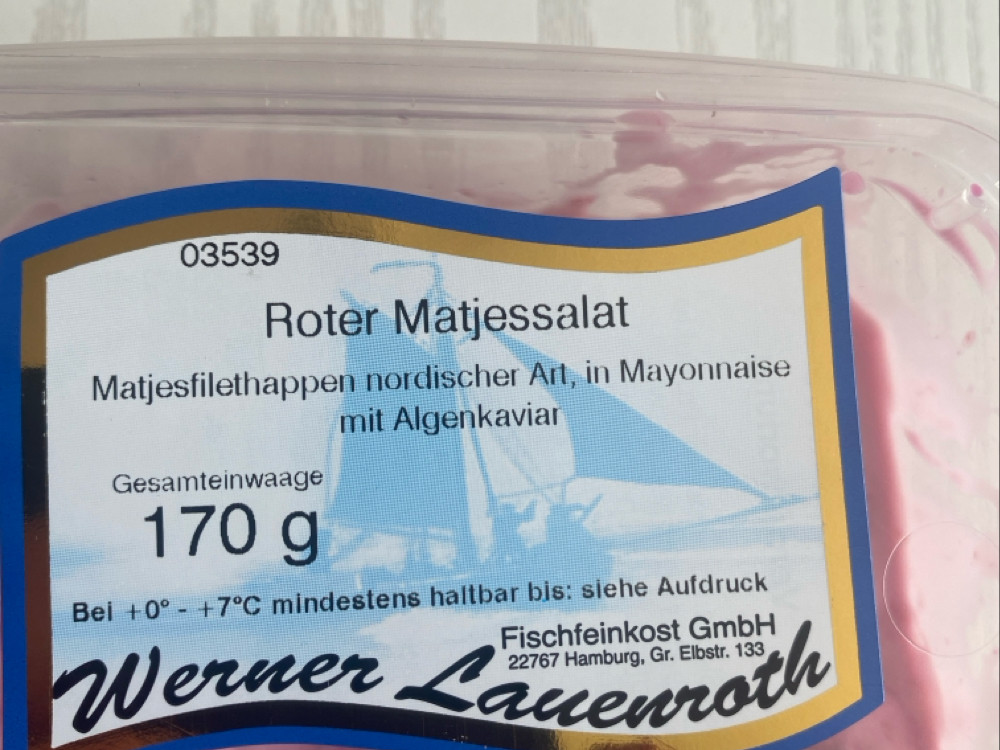 03539
Roter Matjessalat
Matjesfilethappen nordischer Art, in Mayonnaise
mit Algenkaviar
Gesamteinwaage
170 g
Bei +0° - +7°C mindestens haltbar bis: siehe Aufdruck
Fischfeinkost GmbH
22767 Hamburg, Gr. Elbstr. 133
Werner Lauenroth